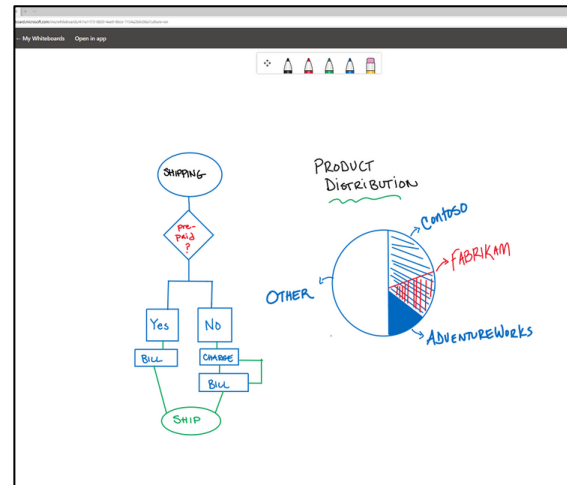 My Whiteboards Open in app
SHIPPING
Pre-
Paid
?
Yes
No
BILL
CHARGE
BILL
SHIP
PRODUCT
DISTRIBUTION
CONTOSO
FABRIKAM
OTHER
ADVENTUREWORKS